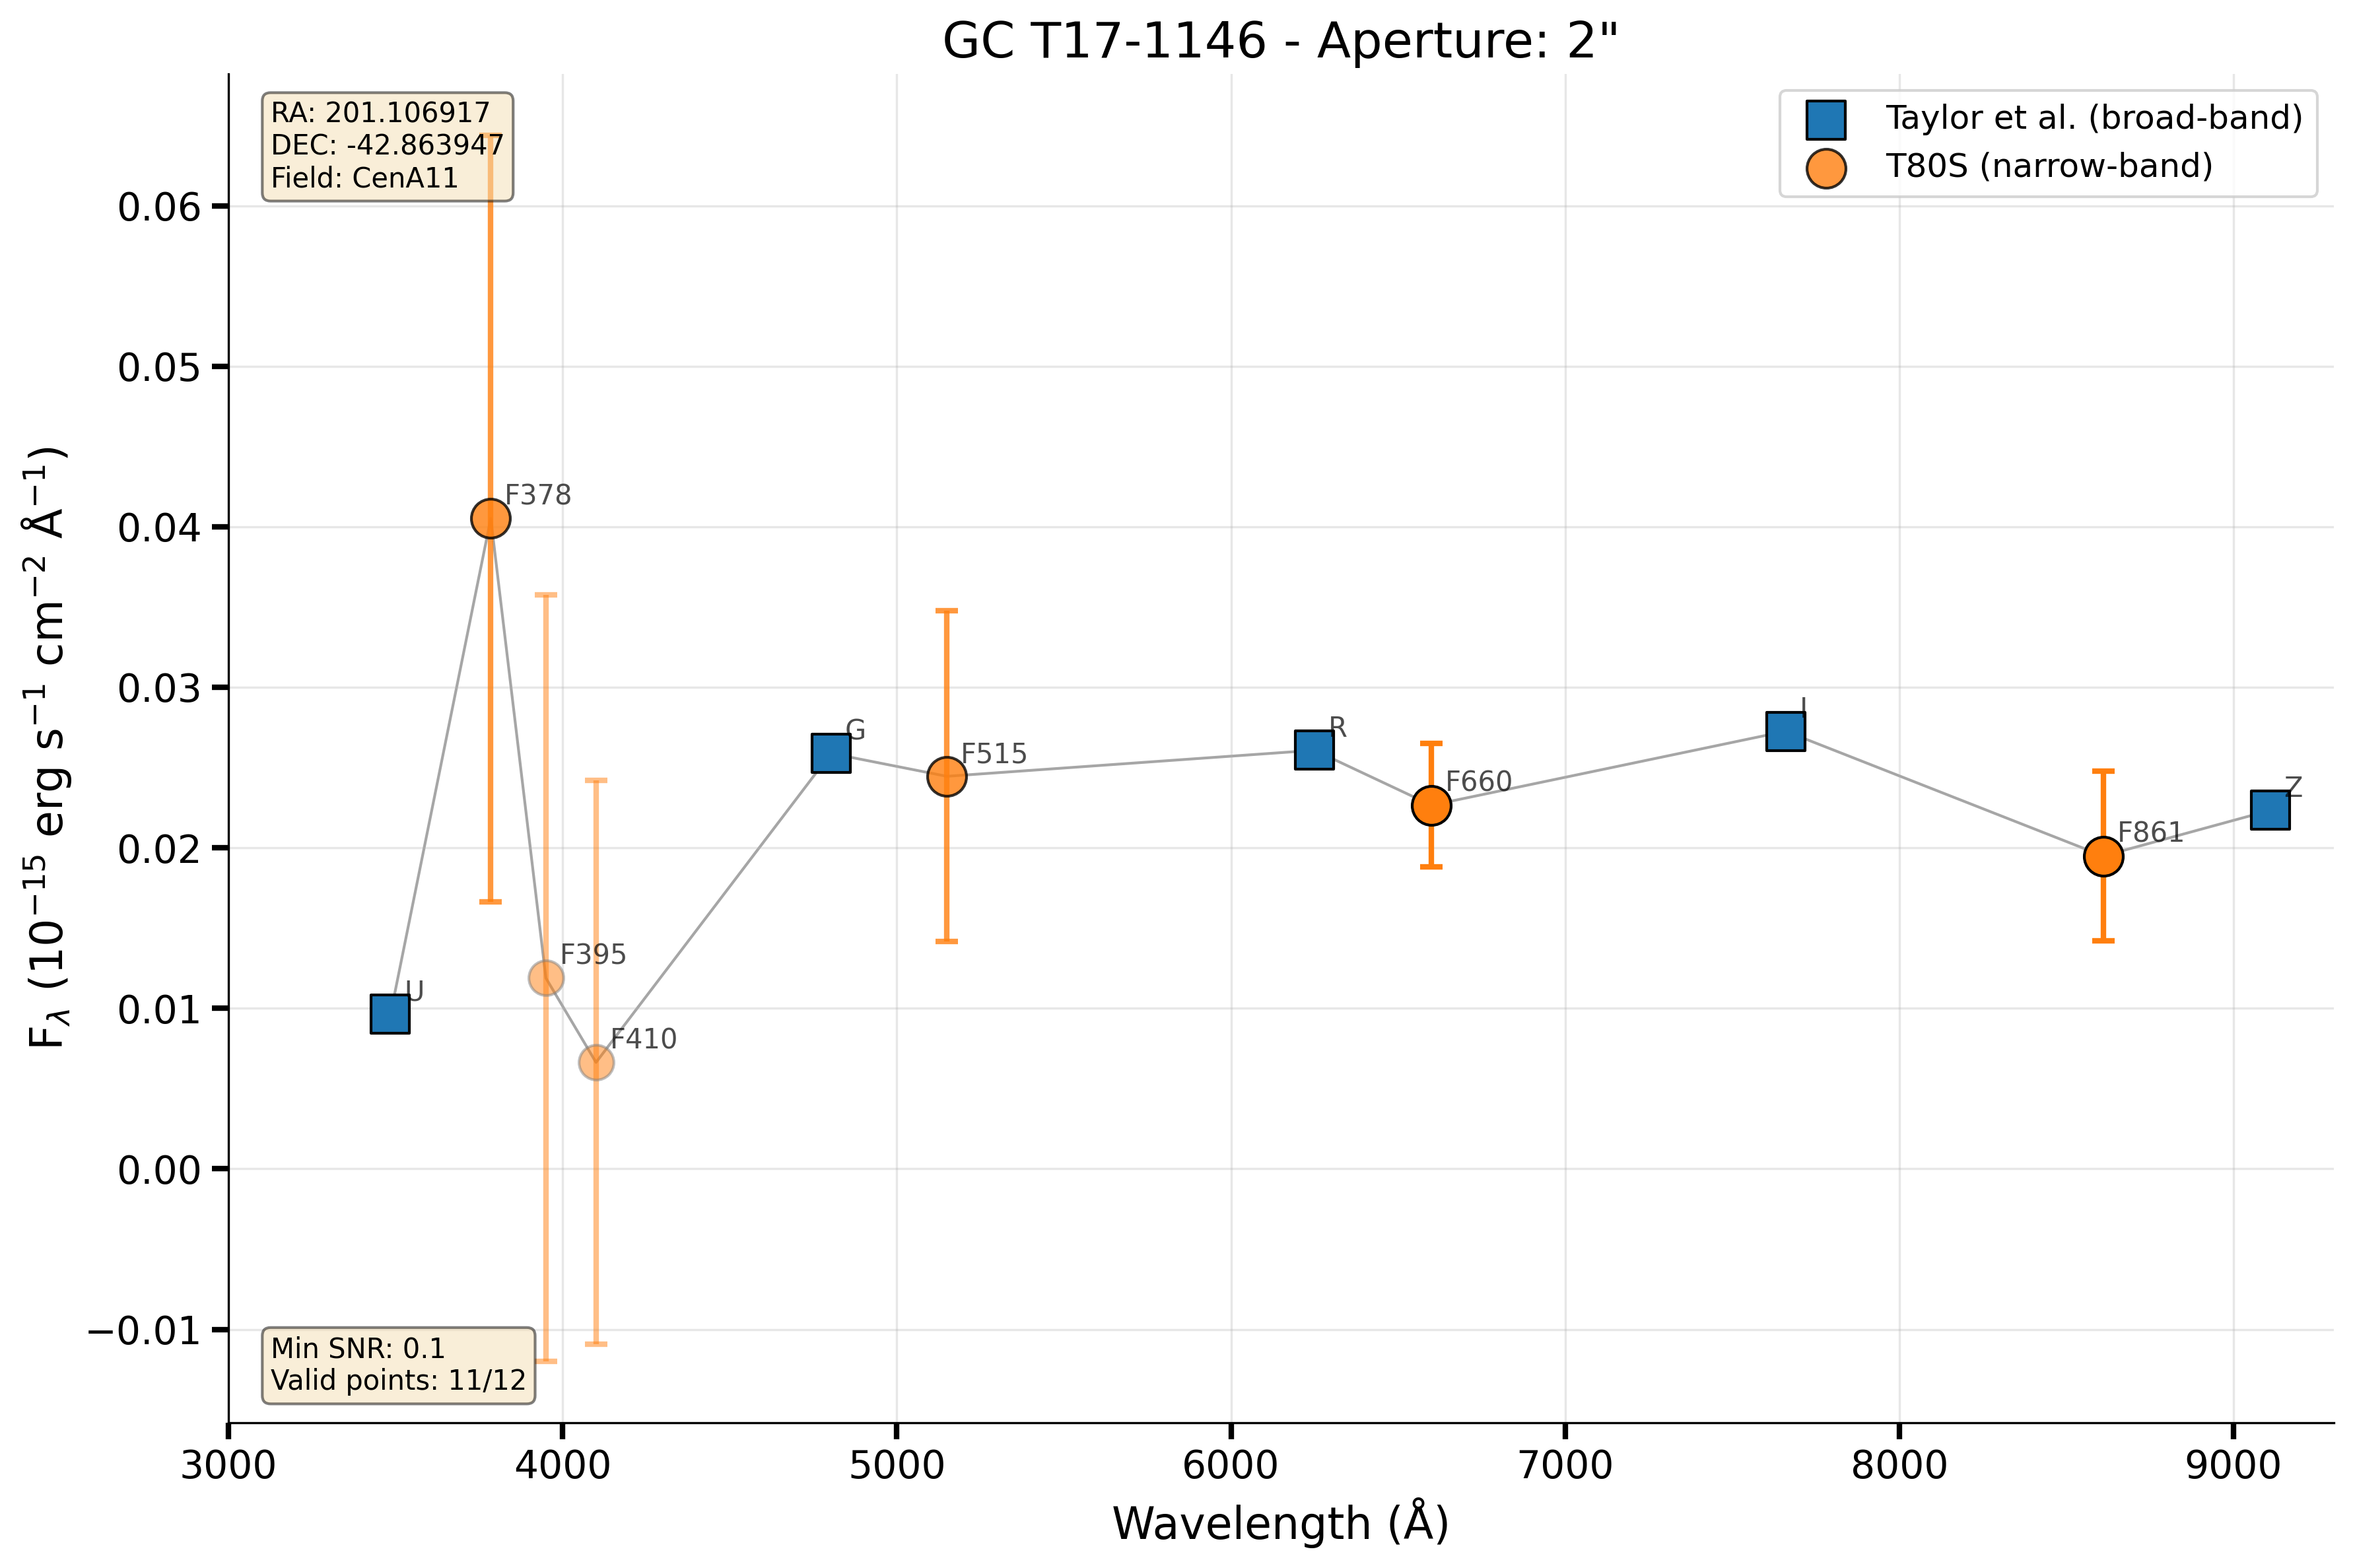 GC T17-1146 - Aperture: 2"
RA: 201.106917
DEC: -42.863947
Field: CenA11
Taylor et al. (broad-band)
T80S (narrow-band)
F_λ (10⁻¹⁵ erg s⁻¹ cm⁻² Å⁻¹)
0.06
0.05
0.04
0.03
0.02
0.01
0.00
−0.01
U
F378
F395
F410
G
F515
R
F660
I
F861
Z
Min SNR: 0.1
Valid points: 11/12
3000
4000
5000
6000
7000
8000
9000
Wavelength (Å)